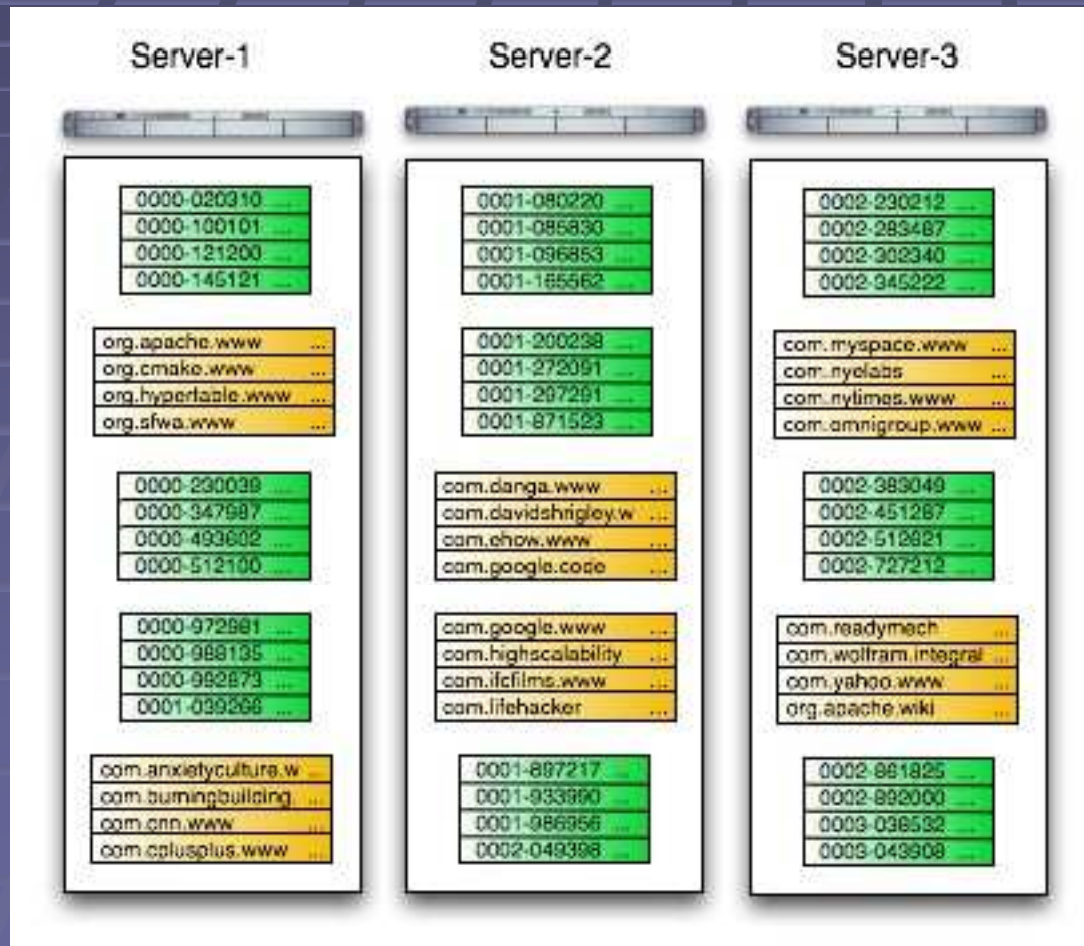 Server-1
0000-020310 ...
0000-100101 ...
0000-121200 ...
0000-145121 ...
org.apache.www ...
org.cmake.www ...
org.hypertable.www ...
org.sfwa.www ...
0000-230039 ...
0000-347987 ...
0000-493602 ...
0000-512100 ...
0000-972981 ...
0000-988135 ...
0000-992873 ...
0001-039266 ...
com.anxietyculture.w ...
com.burningbuilding. ...
com.cnn.www ...
com.cplusplus.www ...
Server-2
0001-080220 ...
0001-085830 ...
0001-096853 ...
0001-165562 ...
0001-200238 ...
0001-272091 ...
0001-297291 ...
0001-871523 ...
com.danga.www ...
com.davidshrigley.w ...
com.ehow.www ...
com.google.code ...
com.google.www ...
com.highscalability ...
com.ifcfilms.www ...
com.lifehacker ...
0001-897217 ...
0001-933990 ...
0001-986956 ...
0002-049398 ...
Server-3
0002-230212 ...
0002-283487 ...
0002-302340 ...
0002-345222 ...
com.myspace.www ...
com.nyelabs ...
com.nytimes.www ...
com.omnigroup.www ...
0002-383049 ...
0002-451287 ...
0002-512821 ...
0002-727212 ...
com.readymech ...
com.wolfram.integral ...
com.yahoo.www ...
org.apache.wiki ...
0002-861825 ...
0002-892000 ...
0003-038532 ...
0003-043908 ...